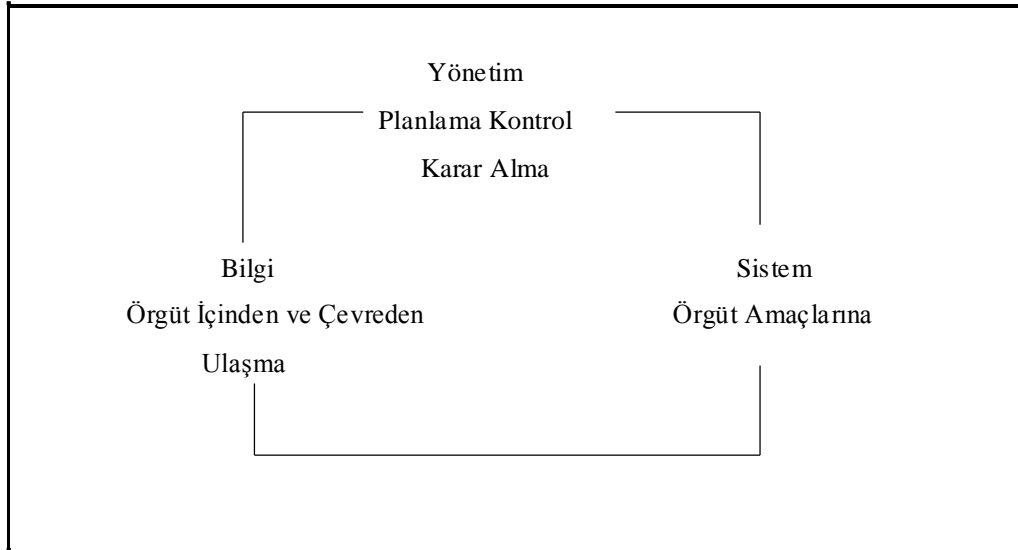 Yönetim
Planlama Kontrol
Karar Alma
Bilgi
Örgüt İçinden ve Çevreden
Ulaşma
Sistem
Örgüt Amaçlarına